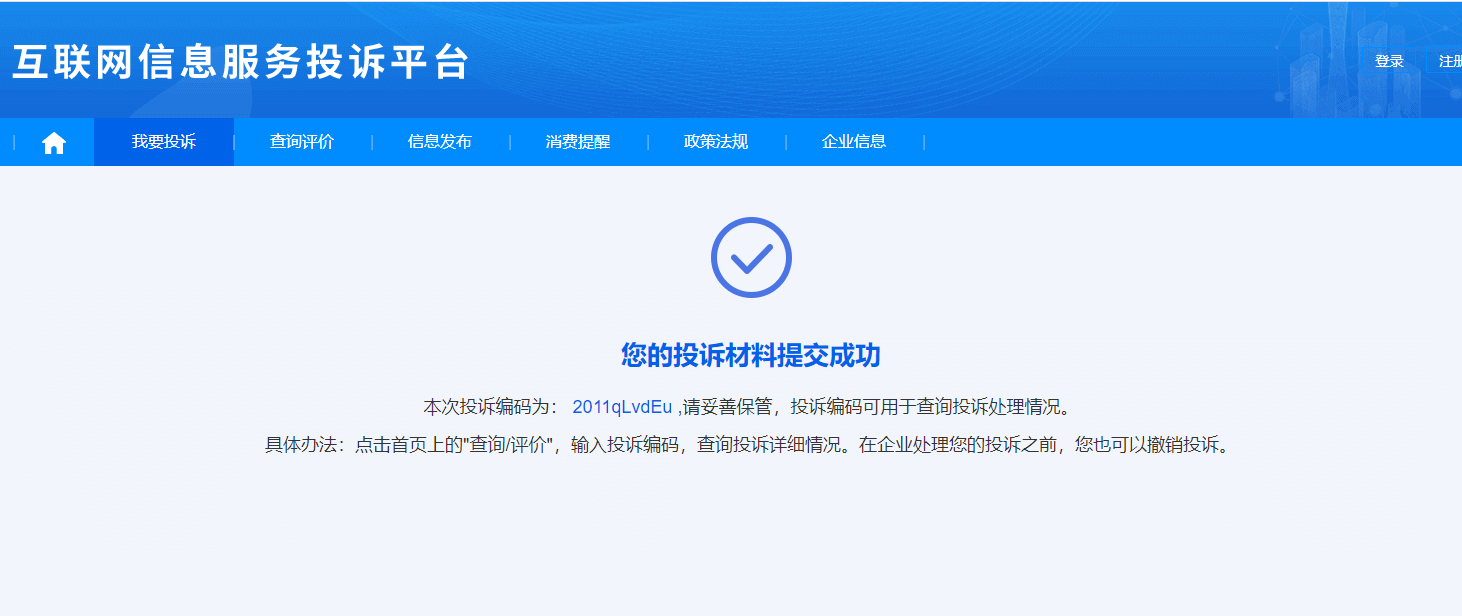 互联网信息服务投诉平台
登录
我要投诉
查询评价
信息发布
消费提醒
政策法规
企业信息
您的投诉材料提交成功
本次投诉编码为： 2011qLvdEu ,请妥善保管，投诉编码可用于查询投诉处理情况。
具体办法：点击首页上的"查询/评价"，输入投诉编码，查询投诉详细情况。在企业处理您的投诉之前，您也可以撤销投诉。